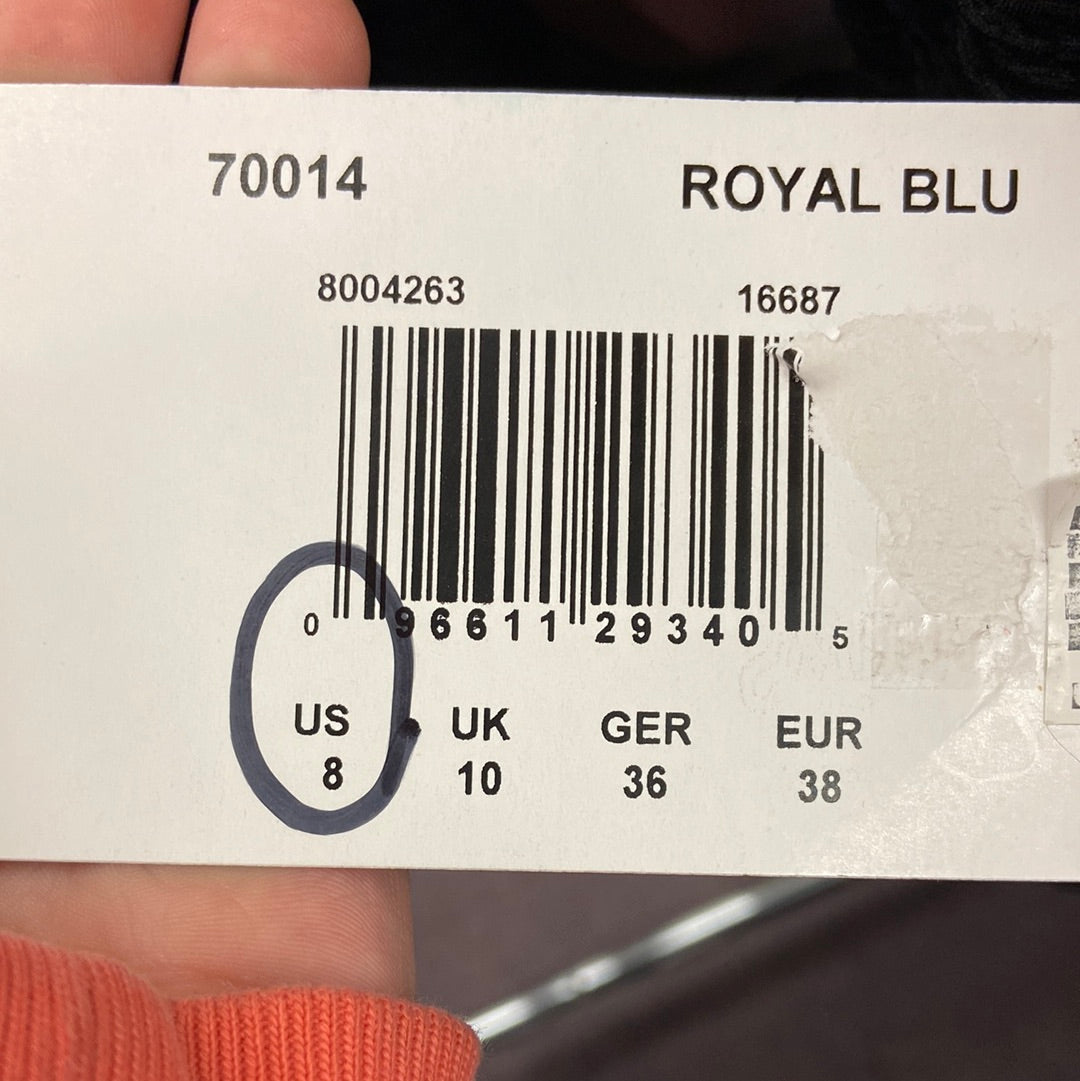 70014 ROYAL BLU
8004263 16687
0 96611 29340 5
US UK GER EUR
8 10 36 38